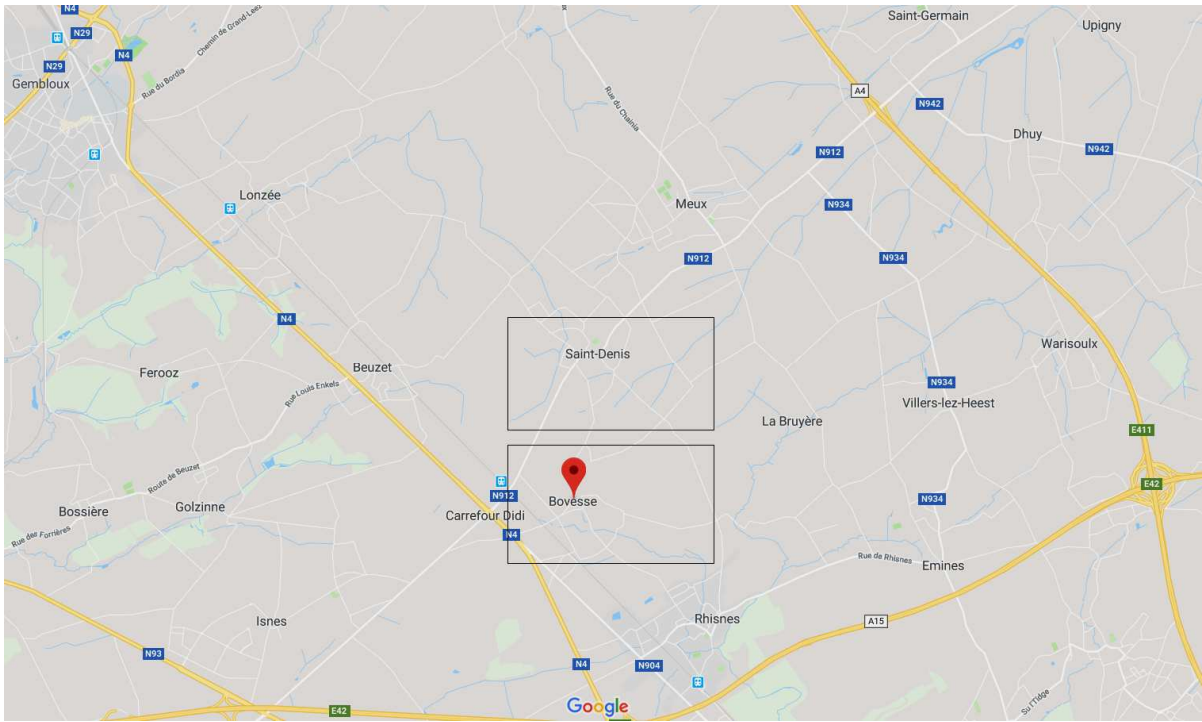 N4
Saint-Germain
Upigny
N29
N4
Chemin de Grand-Leez
N29
Gembloux
Rue du Bordia
A4
Rue du Chainia
N942
Dhuy
N942
N912
Lonzée
Meux
N934
N912
N934
N4
Saint-Denis
Warisoulx
Ferooz
Beuzet
Rue Louis Enkels
N934
Villers-lez-Heest
La Bruyère
E411
Route de Beuzet
E42
N912
Bovesse
N934
Bossière
Golzinne
Carrefour Didi
Rue des Forrières
N4
Rue de Rhisnes
Emines
Isnes
Rhisnes
A15
N93
N4
N904
Google
E42